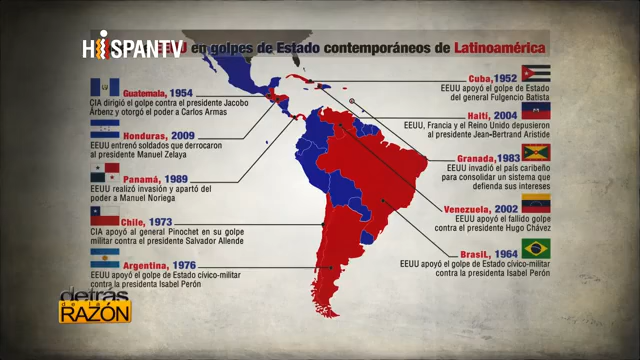 HISPANTV
EEUU en golpes de Estado contemporáneos de Latinoamérica
Guatemala, 1954
CIA dirigió el golpe contra el presidente Jacobo
Árbenz y otorgó el poder a Carlos Armas
Honduras, 2009
EEUU entrenó soldados que derrocaron
al presidente Manuel Zelaya
Panamá, 1989
EEUU realizó invasión y apartó del
poder a Manuel Noriega
Chile, 1973
CIA apoyó al general Pinochet en su golpe
militar contra el presidente Salvador Allende
Argentina, 1976
EEUU apoyó el golpe de Estado cívico-militar
contra la presidenta Isabel Perón
Cuba, 1952
EEUU apoyó el golpe de Estado
del general Fulgencio Batista
Haití, 2004
EEUU, Francia y el Reino Unido depusieron
al presidente Jean-Bertrand Aristide
Granada, 1983
EEUU invadió el país caribeño
para consolidar un sistema que
defienda sus intereses
Venezuela, 2002
EEUU apoyó el fallido golpe
contra el presidente Hugo Chávez
Brasil, 1964
EEUU apoyó el golpe de Estado cívico-militar
contra la presidenta Isabel Perón
detrás
de la
RAZÓN